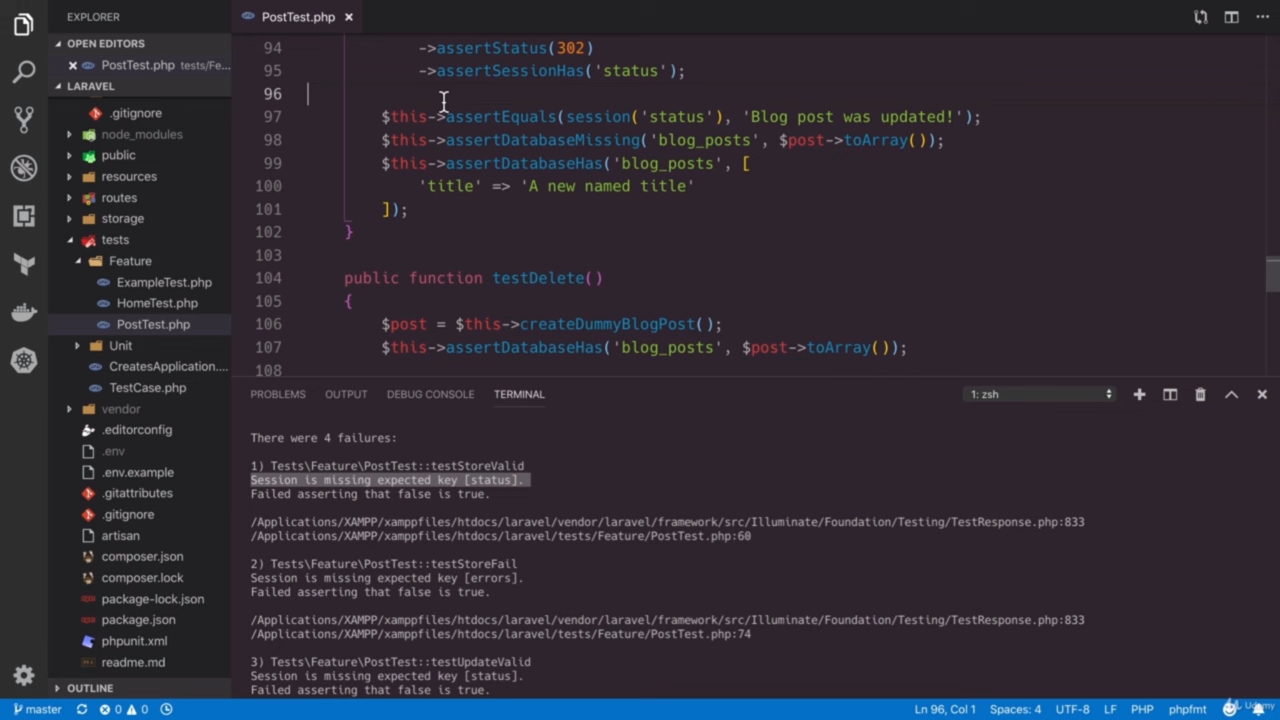 EXPLORER
PostTest.php ×
OPEN EDITORS
× PostTest.php tests/Fe...
LARAVEL
.gitignore
node_modules
public
resources
routes
storage
tests
Feature
ExampleTest.php
HomeTest.php
PostTest.php
Unit
CreatesApplication....
TestCase.php
vendor
.editorconfig
.env
.env.example
.gitattributes
.gitignore
artisan
composer.json
composer.lock
package-lock.json
package.json
phpunit.xml
readme.md
OUTLINE
94 ->assertStatus(302)
95 ->assertSessionHas('status');
96
97 $this->assertEquals(session('status'), 'Blog post was updated!');
98 $this->assertDatabaseMissing('blog_posts', $post->toArray());
99 $this->assertDatabaseHas('blog_posts', [
100 'title' => 'A new named title'
101 ]);
102 }
103
104 public function testDelete()
105 {
106 $post = $this->createDummyBlogPost();
107 $this->assertDatabaseHas('blog_posts', $post->toArray());
108
PROBLEMS OUTPUT DEBUG CONSOLE TERMINAL 1: zsh
There were 4 failures:
1) Tests\Feature\PostTest::testStoreValid
Session is missing expected key [status].
Failed asserting that false is true.
/Applications/XAMPP/xamppfiles/htdocs/laravel/vendor/laravel/framework/src/Illuminate/Foundation/Testing/TestResponse.php:833
/Applications/XAMPP/xamppfiles/htdocs/laravel/tests/Feature/PostTest.php:60
2) Tests\Feature\PostTest::testStoreFail
Session is missing expected key [errors].
Failed asserting that false is true.
/Applications/XAMPP/xamppfiles/htdocs/laravel/vendor/laravel/framework/src/Illuminate/Foundation/Testing/TestResponse.php:833
/Applications/XAMPP/xamppfiles/htdocs/laravel/tests/Feature/PostTest.php:74
3) Tests\Feature\PostTest::testUpdateValid
Session is missing expected key [status].
Failed asserting that false is true.
master 0 0 Ln 96, Col 1 Spaces: 4 UTF-8 LF PHP phpfmt
Udemy